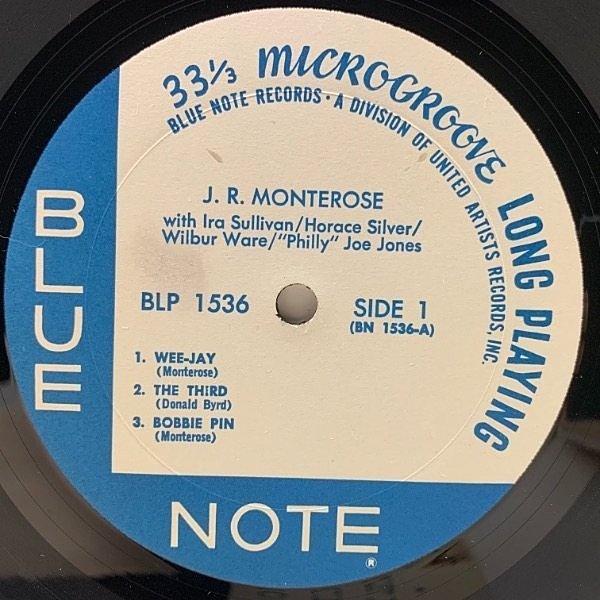 33⅓ MICROGROOVE LONG PLAYING
BLUE NOTE RECORDS · A DIVISION OF UNITED ARTISTS RECORDS, INC.
J. R. MONTEROSE
with Ira Sullivan/Horace Silver/
Wilbur Ware/"Philly" Joe Jones
BLP 1536
SIDE 1
(BN 1536-A)
1. WEE-JAY
(Monterose)
2. THE THIRD
(Donald Byrd)
3. BOBBIE PIN
(Monterose)
BLUE
NOTE®